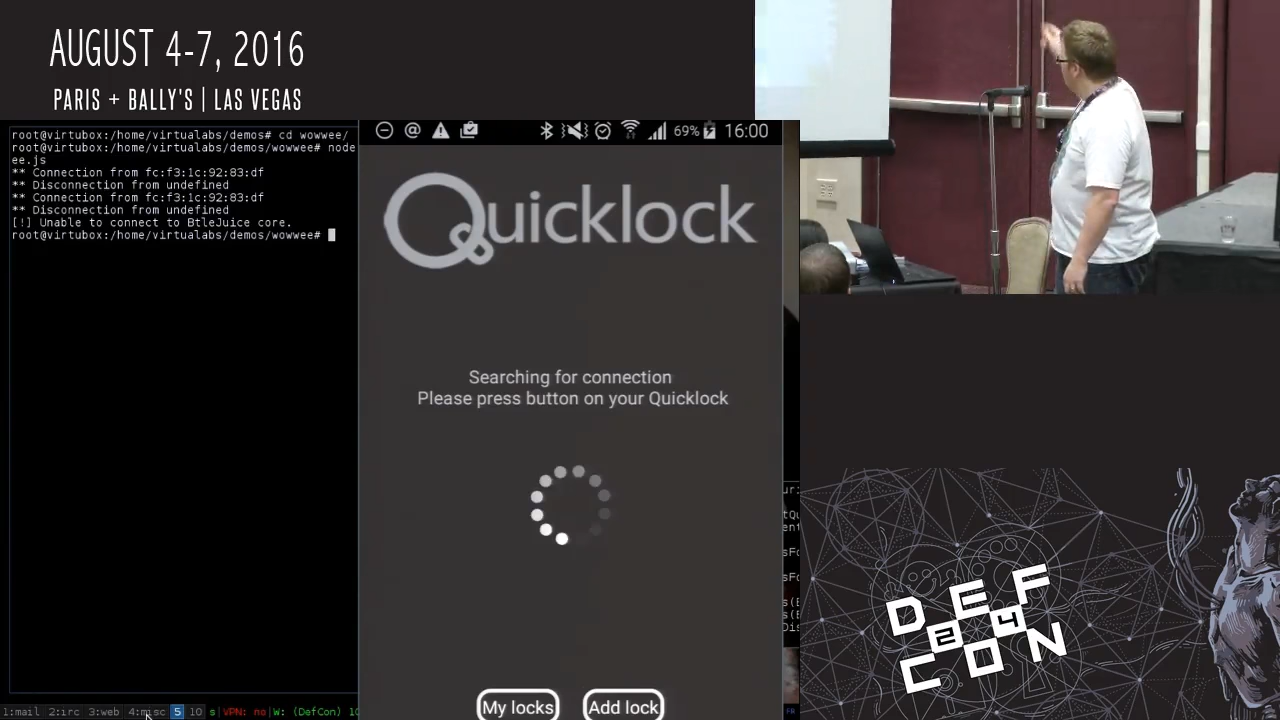 AUGUST 4-7, 2016
PARIS + BALLY'S | LAS VEGAS
root@virtubox:/home/virtualabs/demos# cd wowwee/
root@virtubox:/home/virtualabs/demos/wowwee# node
ee.js
** Connection from fc:f3:1c:92:83:df
** Disconnection from undefined
** Connection from fc:f3:1c:92:83:df
** Disconnection from undefined
[!] Unable to connect to BtleJuice core.
root@virtubox:/home/virtualabs/demos/wowwee#
69% 16:00
Quicklock
Searching for connection
Please press button on your Quicklock
My locks
Add lock
1:mail 2:irc 3:web 4:misc 5 10 s| VPN: no|W: (DefCon) 10
DEF
24
CON